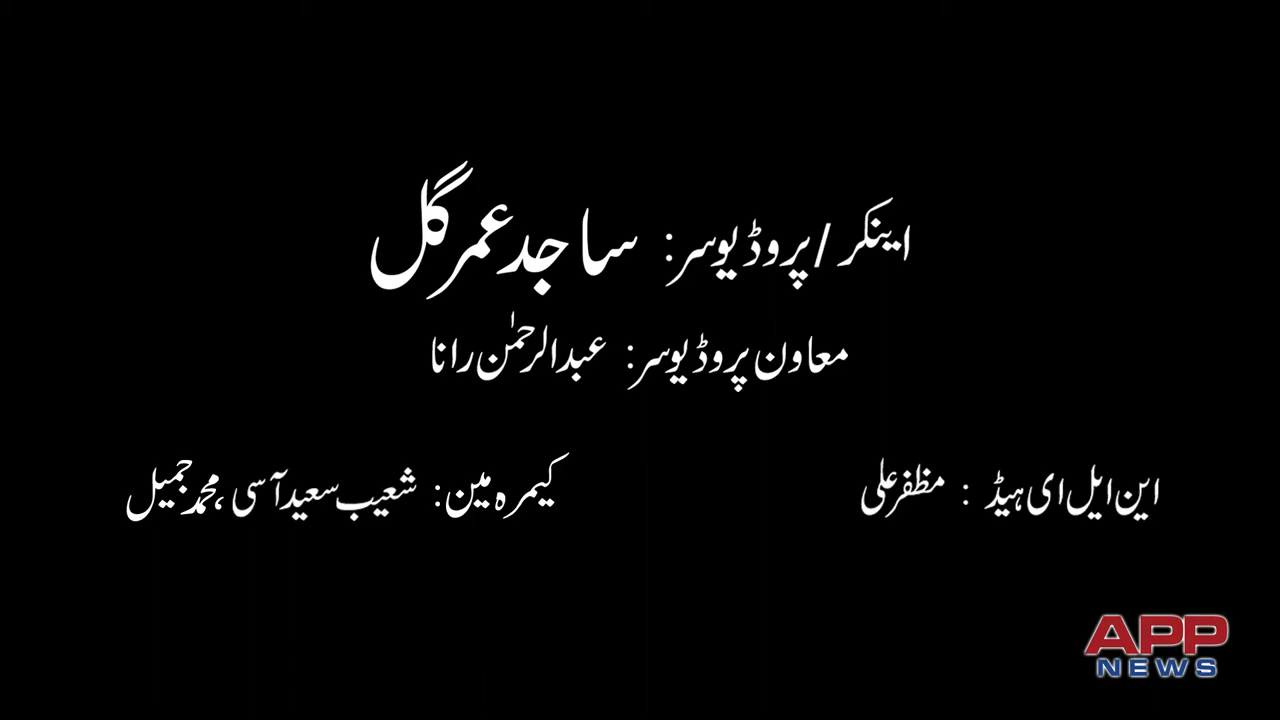 اینکر / پروڈیوسر: ساجد عمر گل
معاون پروڈیوسر: عبدالرحمٰن رانا
این ایل ای ہیڈ : مظفر علی
کیمرہ مین: شعیب سعید آسی، محمد جمیل
APP
NEWS